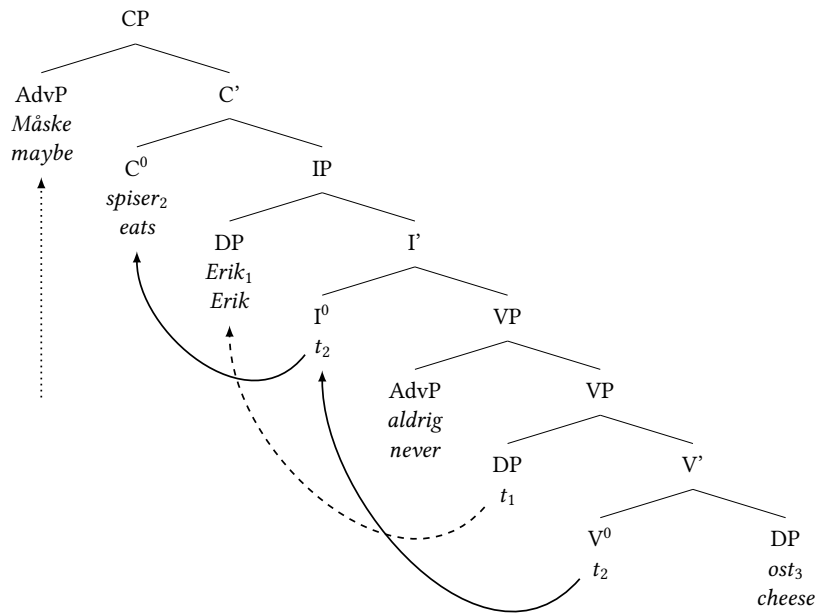 CP
AdvP C’
Måske
maybe
C⁰ IP
spiser₂
eats
DP I’
Erik₁
Erik
I⁰ VP
t₂
AdvP VP
aldrig
never
DP V’
t₁
V⁰ DP
t₂ ost₃
cheese